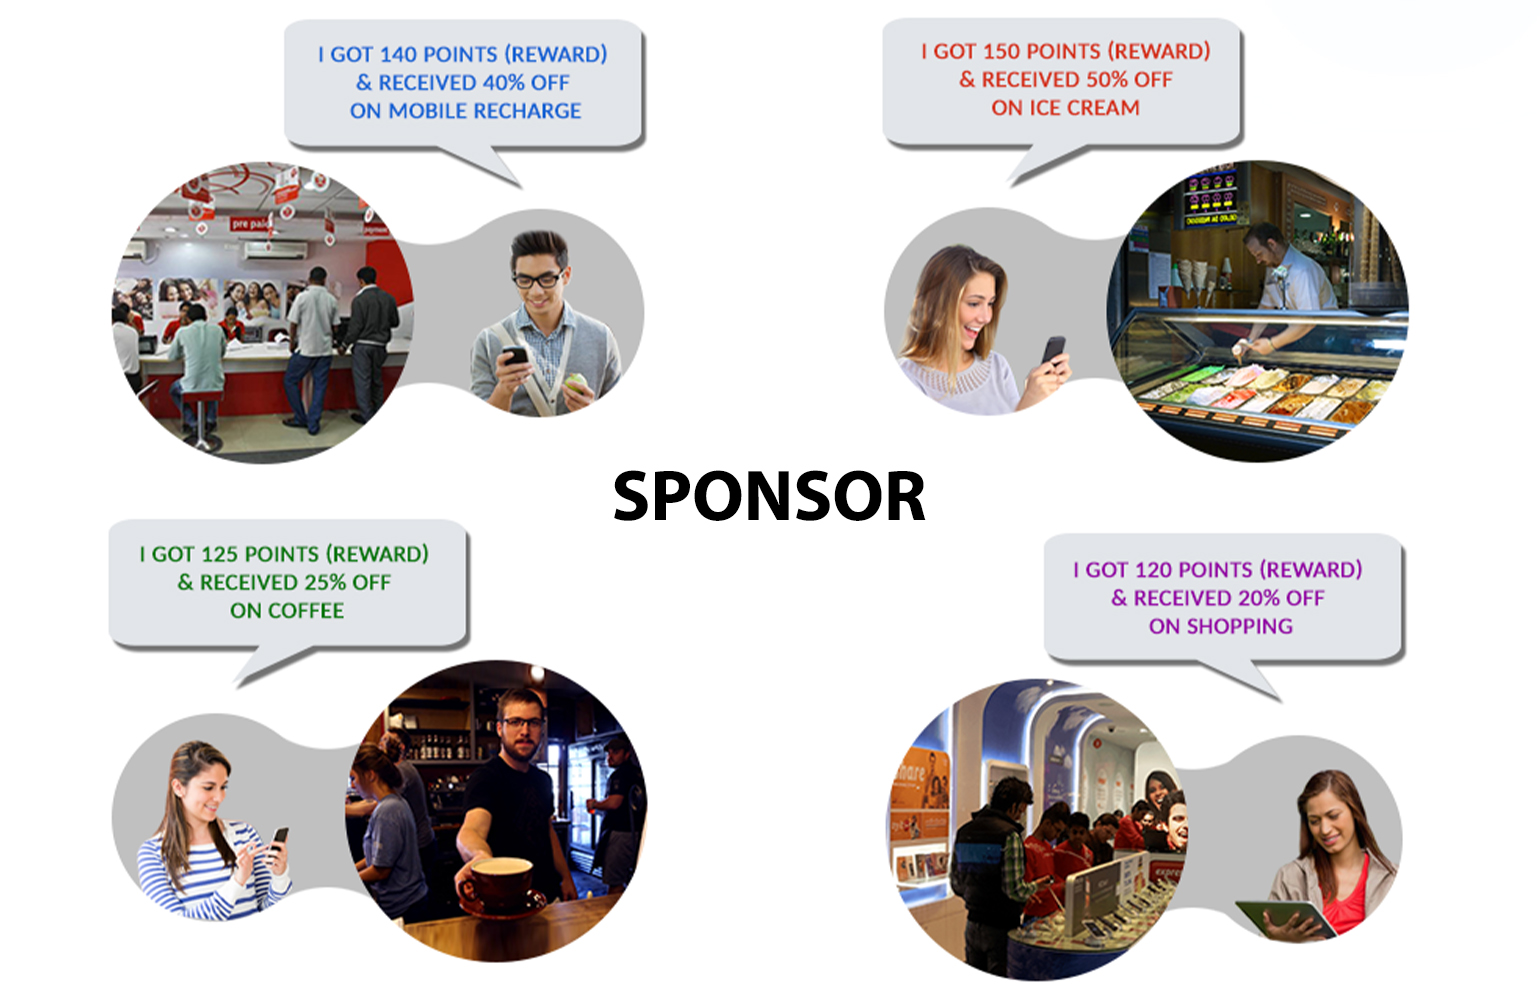 I GOT 140 POINTS (REWARD)
& RECEIVED 40% OFF
ON MOBILE RECHARGE
I GOT 150 POINTS (REWARD)
& RECEIVED 50% OFF
ON ICE CREAM
pre paid
SPONSOR
I GOT 125 POINTS (REWARD)
& RECEIVED 25% OFF
ON COFFEE
I GOT 120 POINTS (REWARD)
& RECEIVED 20% OFF
ON SHOPPING